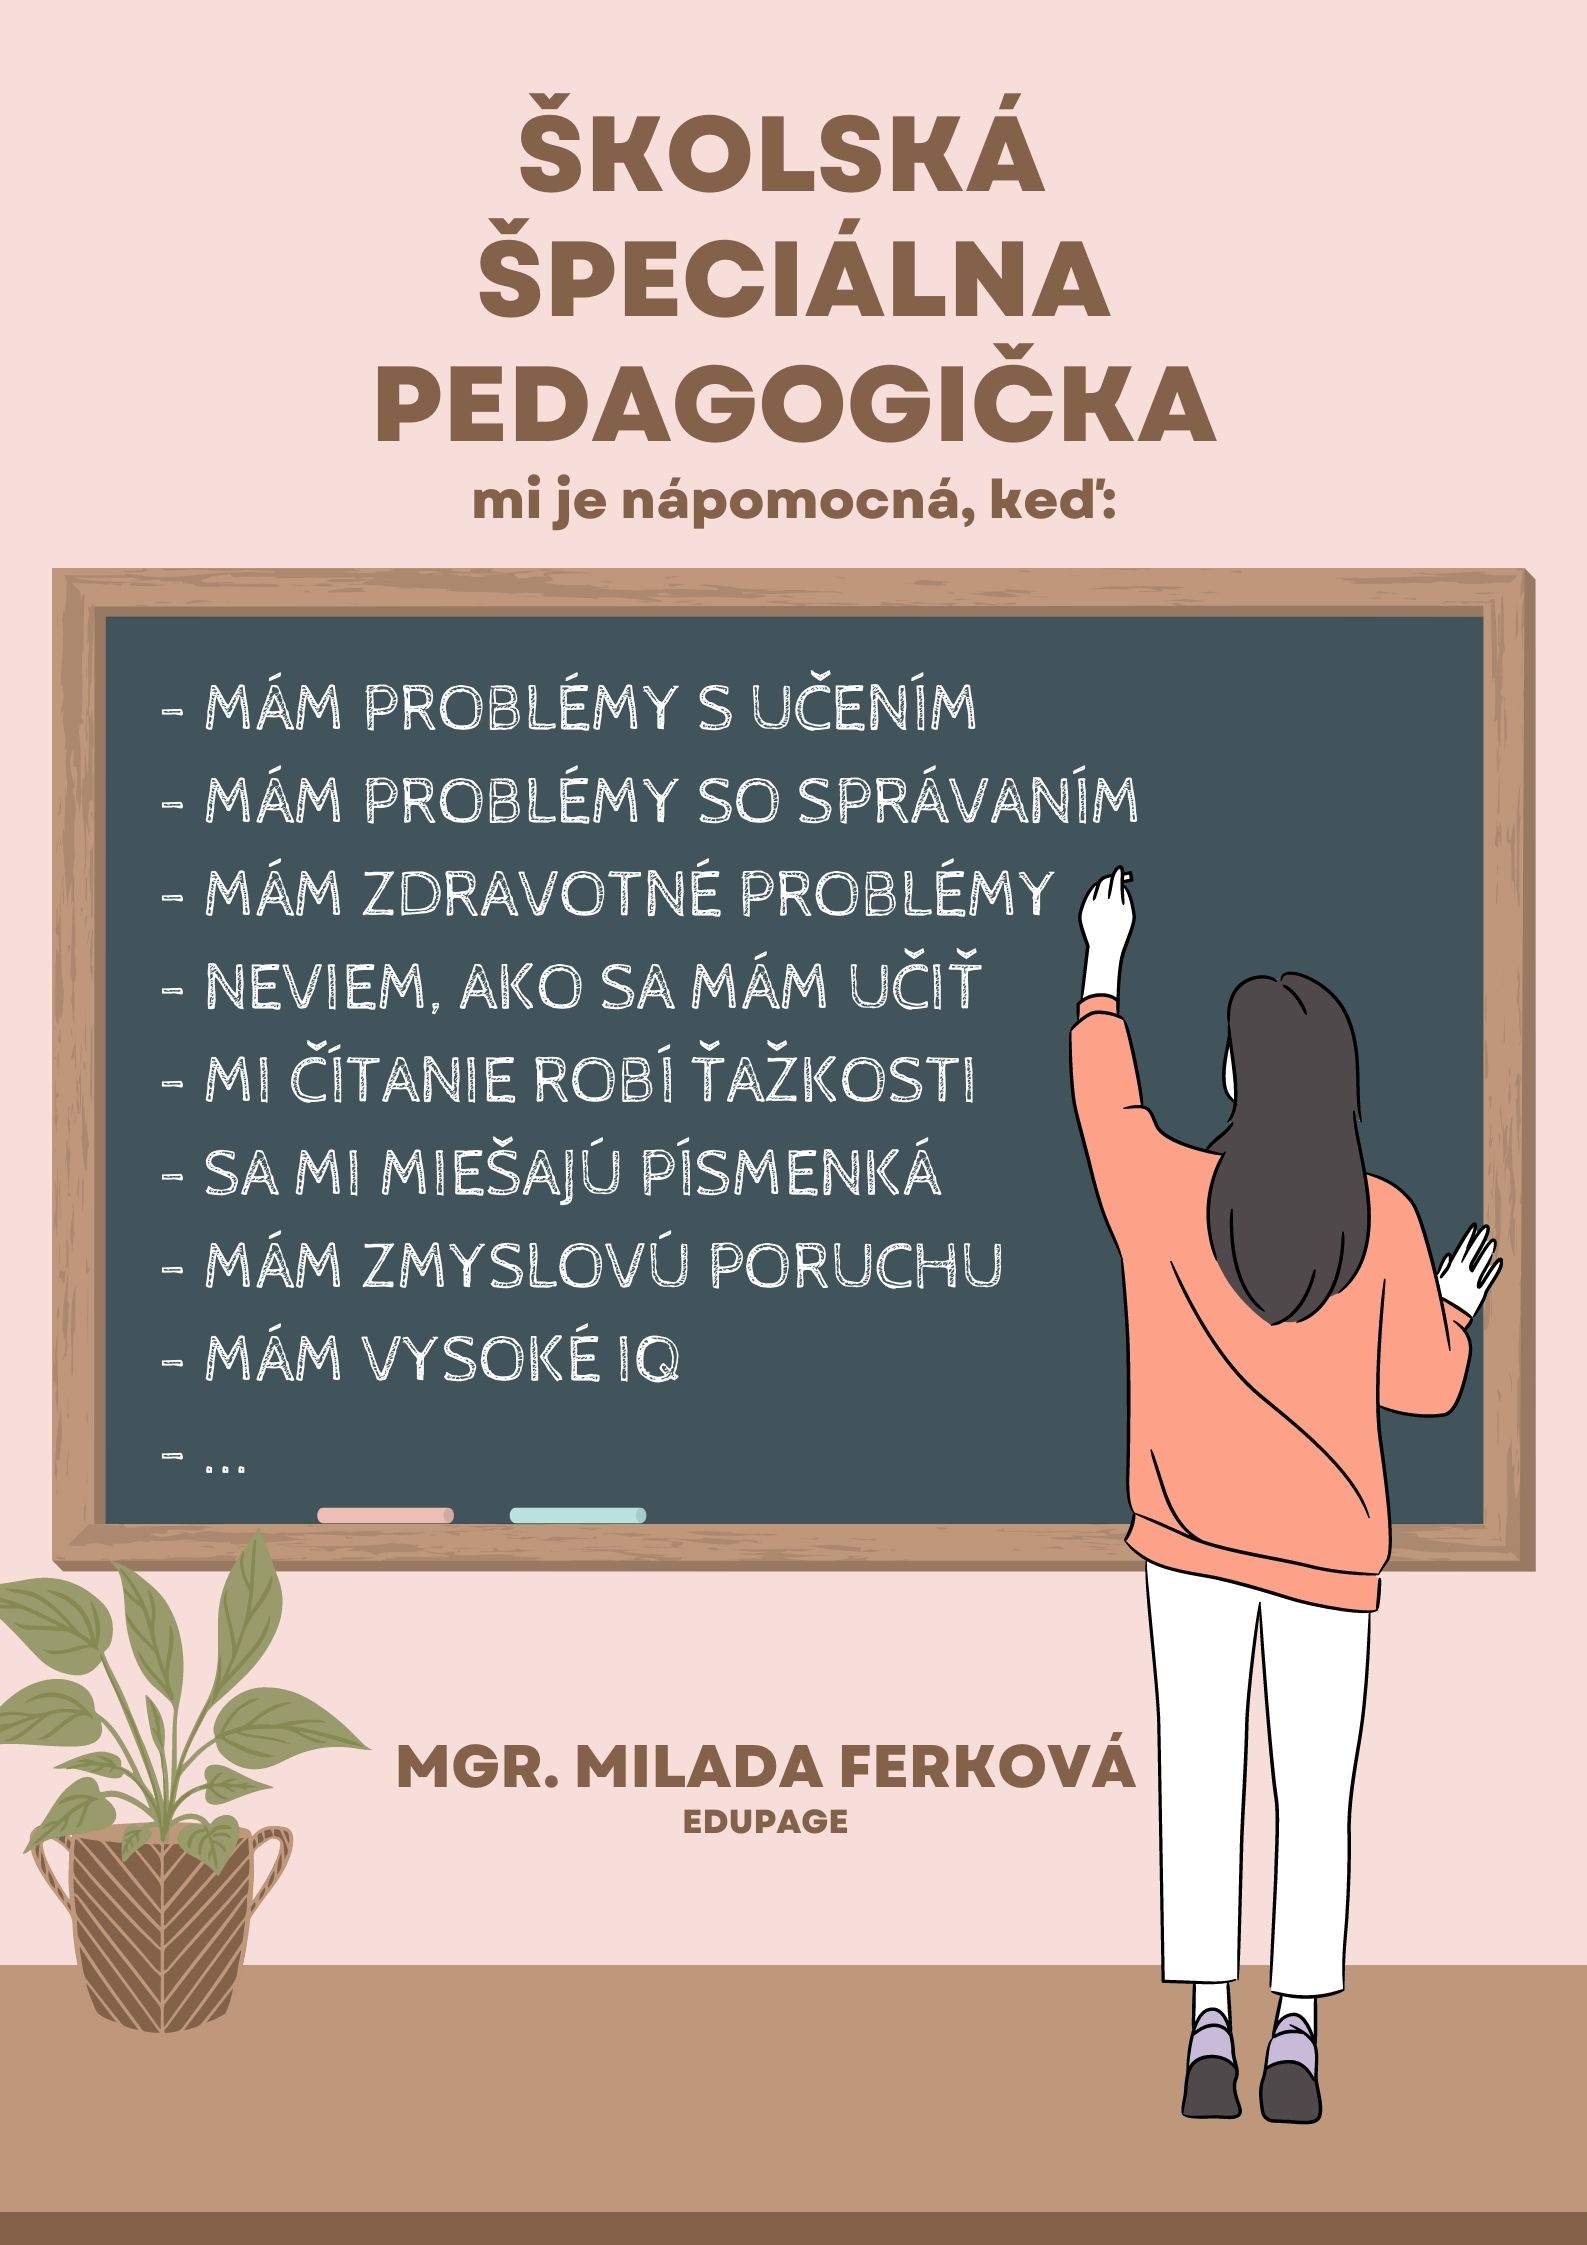 ŠKOLSKÁ
ŠPECIÁLNA
PEDAGOGIČKA
mi je nápomocná, keď:
- MÁM PROBLÉMY S UČENÍM
- MÁM PROBLÉMY SO SPRÁVANÍM
- MÁM ZDRAVOTNÉ PROBLÉMY
- NEVIEM, AKO SA MÁM UČIŤ
- MI ČÍTANIE ROBÍ ŤAŽKOSTI
- SA MI MIEŠAJÚ PÍSMENKÁ
- MÁM ZMYSLOVÚ PORUCHU
- MÁM VYSOKÉ IQ
- ...
MGR. MILADA FERKOVÁ
EDUPAGE